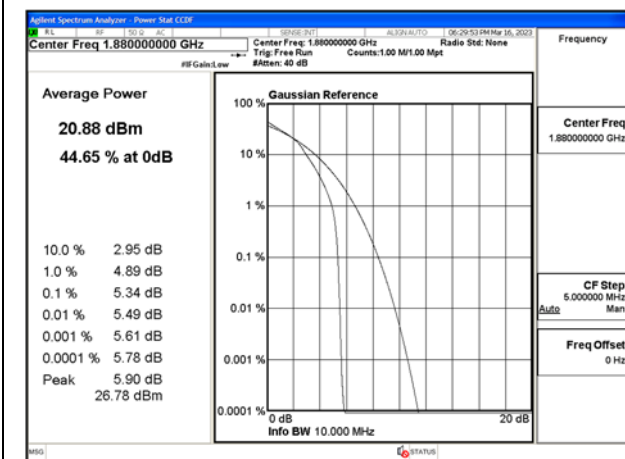 Agilent Spectrum Analyzer - Power Stat CCDF
RL RF 50 Ω AC SENSE:INT ALIGN AUTO 06:29:53 PM Mar 16, 2023
Center Freq 1.880000000 GHz
Center Freq: 1.880000000 GHz Radio Std: None
Trig: Free Run Counts:1.00 M/1.00 Mpt
#IFGain:Low #Atten: 40 dB
Frequency
Average Power
20.88 dBm
44.65 % at 0dB
10.0 % 2.95 dB
1.0 % 4.89 dB
0.1 % 5.34 dB
0.01 % 5.49 dB
0.001 % 5.61 dB
0.0001 % 5.78 dB
Peak 5.90 dB
26.78 dBm
Gaussian Reference
100 %
10 %
1 %
0.1 %
0.01 %
0.001 %
0.0001 %
0 dB 20 dB
Info BW 10.000 MHz
Center Freq
1.880000000 GHz
CF Step
5.000000 MHz
Auto Man
Freq Offset
0 Hz
MSG STATUS